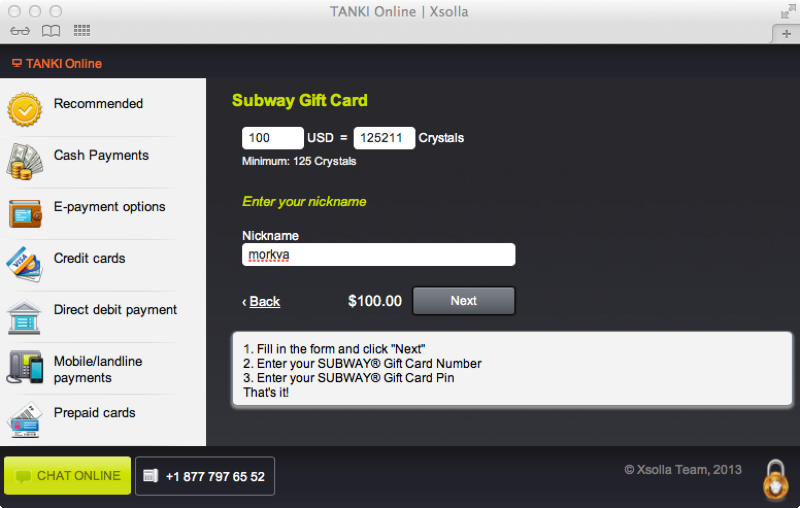 TANKI Online | Xsolla
TANKI Online
Recommended
Cash Payments
E-payment options
Credit cards
Direct debit payment
Mobile/landline
payments
Prepaid cards
Subway Gift Card
100 USD = 125211 Crystals
Minimum: 125 Crystals
Enter your nickname
Nickname
morkva
‹ Back $100.00 Next
1. Fill in the form and click "Next"
2. Enter your SUBWAY® Gift Card Number
3. Enter your SUBWAY® Gift Card Pin
That's it!
CHAT ONLINE
+1 877 797 65 52
© Xsolla Team, 2013
VISA